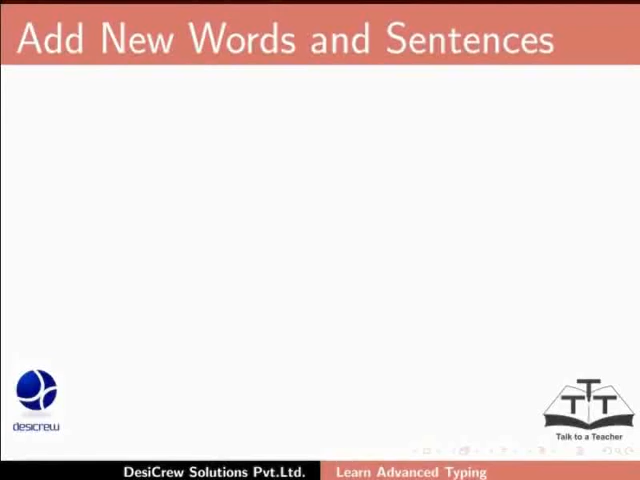 Add New Words and Sentences
desicrew
T T T
Talk to a Teacher
DesiCrew Solutions Pvt.Ltd.
Learn Advanced Typing